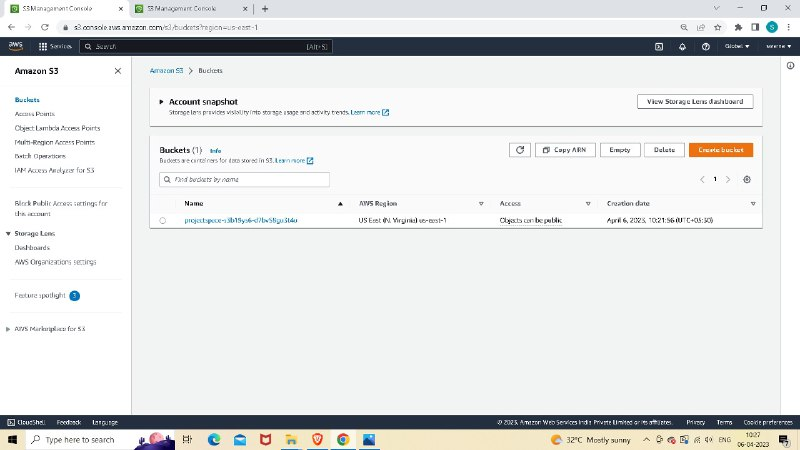 S3 Management Console
S3 Management Console
s3.console.aws.amazon.com/s3/buckets?region=us-east-1
S
aws
Services
Search
[Alt+S]
Global
Amazon S3
Amazon S3
Buckets
Buckets
Access Points
Object Lambda Access Points
Multi-Region Access Points
Batch Operations
IAM Access Analyzer for S3
Block Public Access settings for
this account
Storage Lens
Dashboards
AWS Organizations settings
Feature spotlight 3
AWS Marketplace for S3
Account snapshot
Storage lens provides visibility into storage usage and activity trends. Learn more
View Storage Lens dashboard
Buckets (1) Info
Buckets are containers for data stored in S3. Learn more
Copy ARN
Empty
Delete
Create bucket
Find buckets by name
1
Name
AWS Region
Access
Creation date
US East (N. Virginia) us-east-1
Objects can be public
April 6, 2023, 10:21:56 (UTC+05:30)
CloudShell
Feedback
Language
© 2023, Amazon Web Services India Private Limited or its affiliates.
Privacy
Terms
Cookie preferences
Type here to search
32°C Mostly sunny
ENG
10:27
06-04-2023